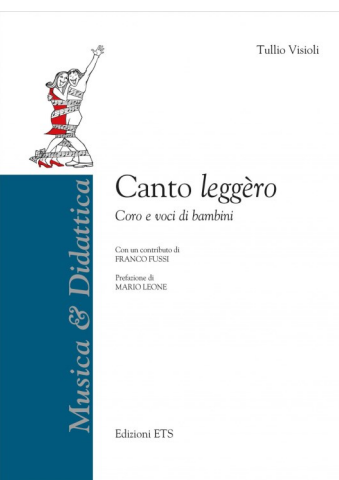 Tullio Visioli
Canto leggèro
Coro e voci di bambini
Con un contributo di
FRANCO FUSSI
Prefazione di
MARIO LEONE
Musica & Didattica
Edizioni ETS